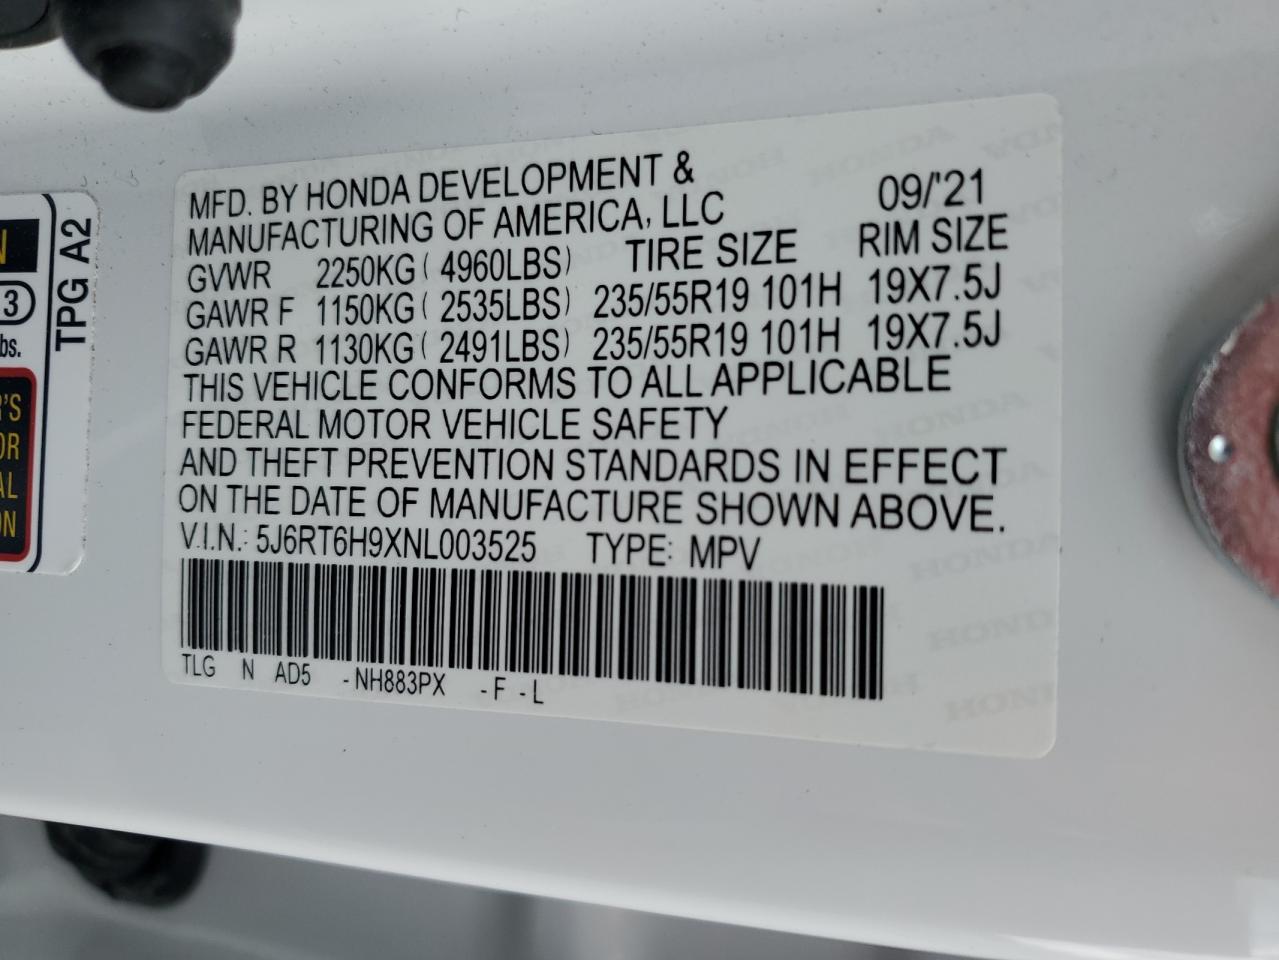 MFD. BY HONDA DEVELOPMENT &
MANUFACTURING OF AMERICA, LLC 09/'21
GVWR 2250KG ( 4960LBS) TIRE SIZE RIM SIZE
GAWR F 1150KG ( 2535LBS) 235/55R19 101H 19X7.5J
GAWR R 1130KG ( 2491LBS) 235/55R19 101H 19X7.5J
THIS VEHICLE CONFORMS TO ALL APPLICABLE
FEDERAL MOTOR VEHICLE SAFETY
AND THEFT PREVENTION STANDARDS IN EFFECT
ON THE DATE OF MANUFACTURE SHOWN ABOVE.
V.I.N.: 5J6RT6H9XNL003525 TYPE: MPV
TLG N AD5 -NH883PX -F -L
TPG A2
3